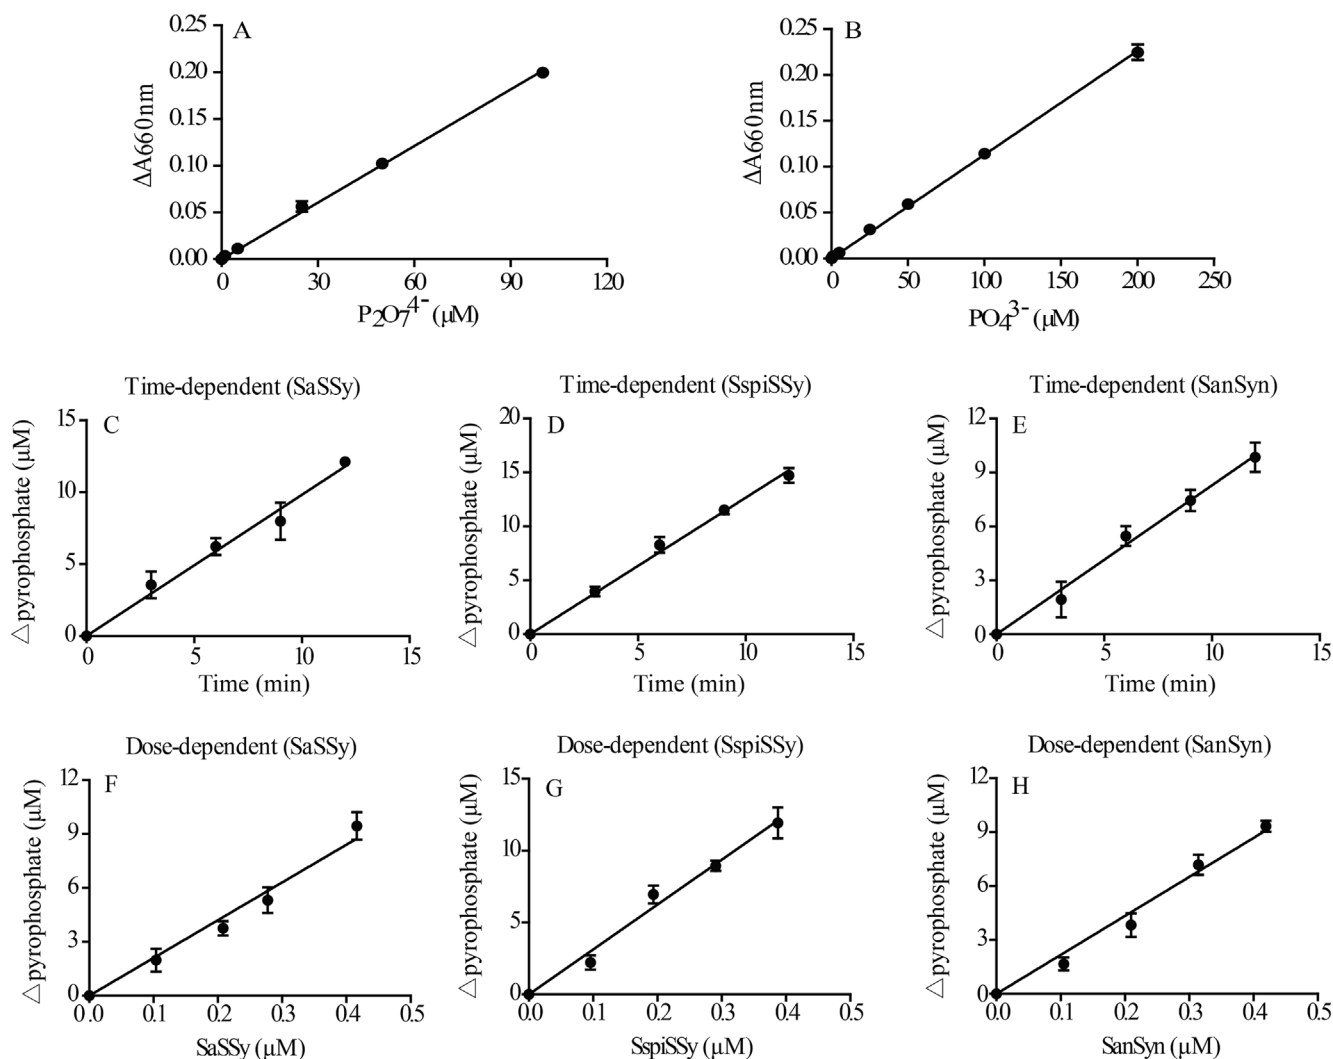 A
ΔA660nm
0.25
0.20
0.15
0.10
0.05
0.00
0 30 60 90 120
P2O7⁴⁻ (μM)
B
ΔA660nm
0.25
0.20
0.15
0.10
0.05
0.00
0 50 100 150 200 250
PO4³⁻ (μM)
Time-dependent (SaSSy)
C
△pyrophosphate (μM)
15
10
5
0
0 5 10 15
Time (min)
Time-dependent (SspiSSy)
D
△pyrophosphate (μM)
20
15
10
5
0
0 5 10 15
Time (min)
Time-dependent (SanSyn)
E
△pyrophosphate (μM)
12
9
6
3
0
0 5 10 15
Time (min)
Dose-dependent (SaSSy)
F
△pyrophosphate (μM)
12
9
6
3
0
0.0 0.1 0.2 0.3 0.4 0.5
SaSSy (μM)
Dose-dependent (SspiSSy)
G
△pyrophosphate (μM)
15
10
5
0
0.0 0.1 0.2 0.3 0.4 0.5
SspiSSy (μM)
Dose-dependent (SanSyn)
H
△pyrophosphate (μM)
12
9
6
3
0
0.0 0.1 0.2 0.3 0.4 0.5
SanSyn (μM)